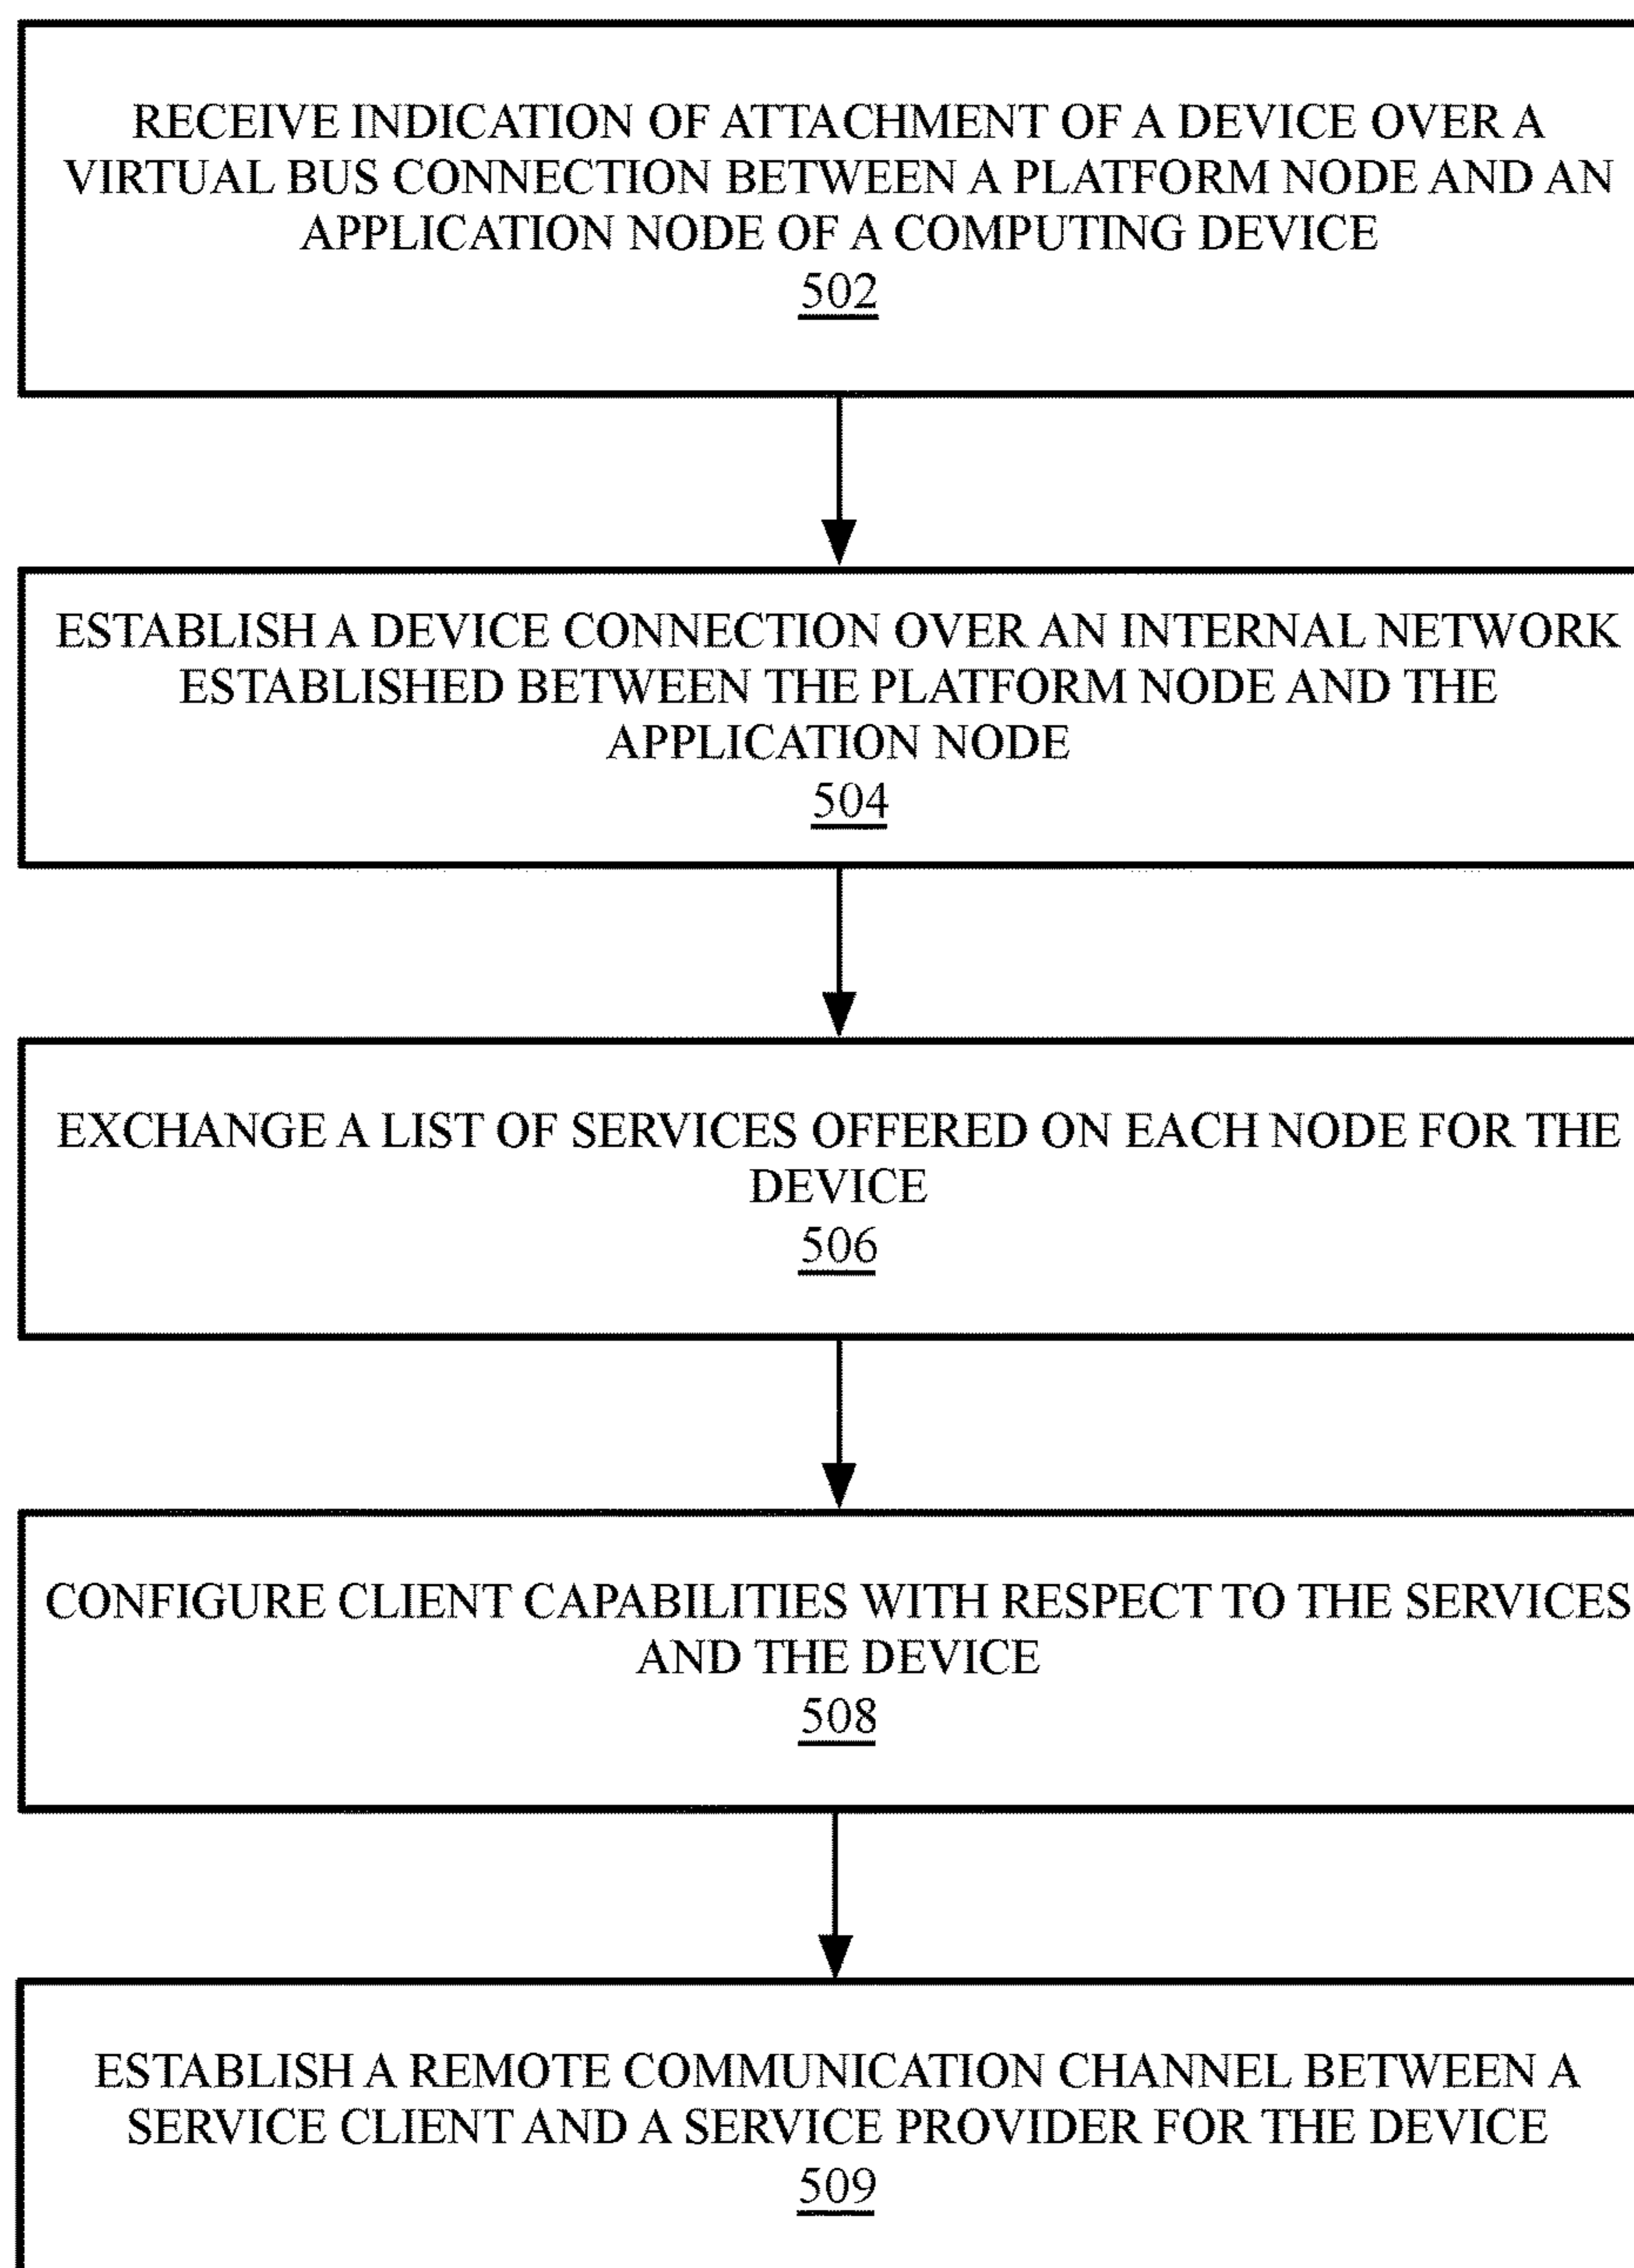 RECEIVE INDICATION OF ATTACHMENT OF A DEVICE OVER A
VIRTUAL BUS CONNECTION BETWEEN A PLATFORM NODE AND AN
APPLICATION NODE OF A COMPUTING DEVICE
502
ESTABLISH A DEVICE CONNECTION OVER AN INTERNAL NETWORK
ESTABLISHED BETWEEN THE PLATFORM NODE AND THE
APPLICATION NODE
504
EXCHANGE A LIST OF SERVICES OFFERED ON EACH NODE FOR THE
DEVICE
506
CONFIGURE CLIENT CAPABILITIES WITH RESPECT TO THE SERVICES
AND THE DEVICE
508
ESTABLISH A REMOTE COMMUNICATION CHANNEL BETWEEN A
SERVICE CLIENT AND A SERVICE PROVIDER FOR THE DEVICE
509